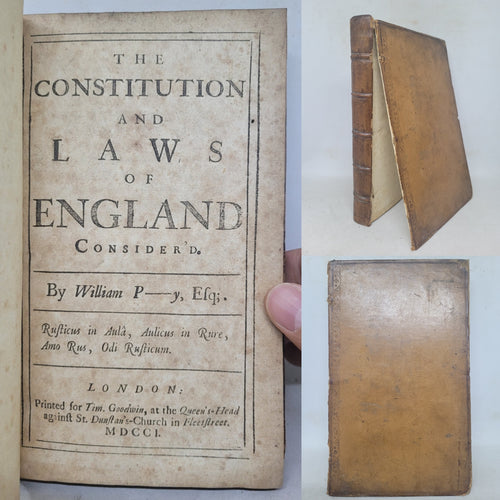 THE
CONSTITUTION
AND
LAWS
OF
ENGLAND
CONSIDER'D.
By William P——y, Eſq;.
Ruſticus in Aulâ, Aulicus in Rure,
Amo Rus, Odi Ruſticum.
LONDON:
Printed for Tim. Goodwin, at the Queen's-Head
againſt St. Dunſtan's-Church in Fleetſtreet.
MDCCI.